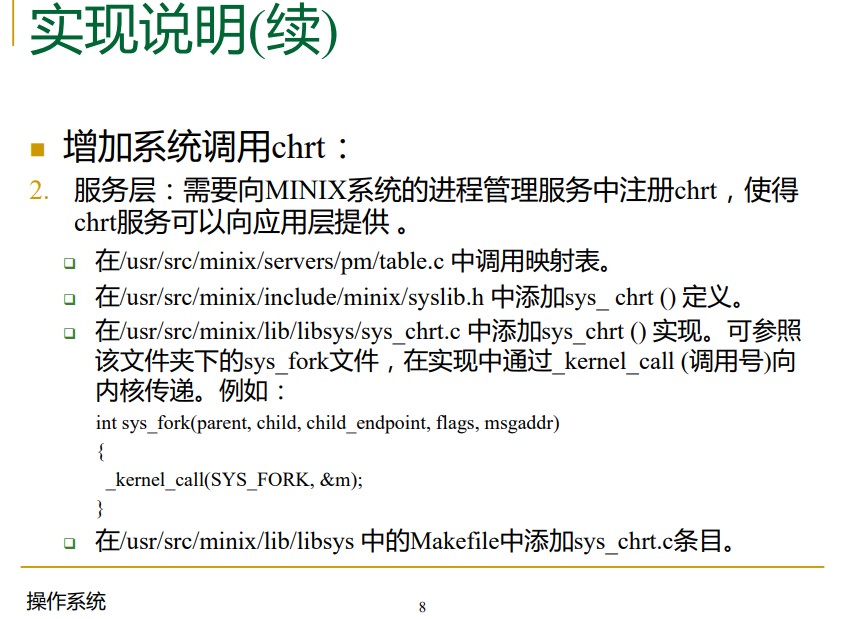 实现说明(续)
增加系统调用chrt：
2. 服务层：需要向MINIX系统的进程管理服务中注册chrt，使得
chrt服务可以向应用层提供 。
在/usr/src/minix/servers/pm/table.c 中调用映射表。
在/usr/src/minix/include/minix/syslib.h 中添加sys_ chrt () 定义。
在/usr/src/minix/lib/libsys/sys_chrt.c 中添加sys_chrt () 实现。可参照
该文件夹下的sys_fork文件，在实现中通过_kernel_call (调用号)向
内核传递。例如：
int sys_fork(parent, child, child_endpoint, flags, msgaddr)
{
_kernel_call(SYS_FORK, &m);
}
在/usr/src/minix/lib/libsys 中的Makefile中添加sys_chrt.c条目。
操作系统
8